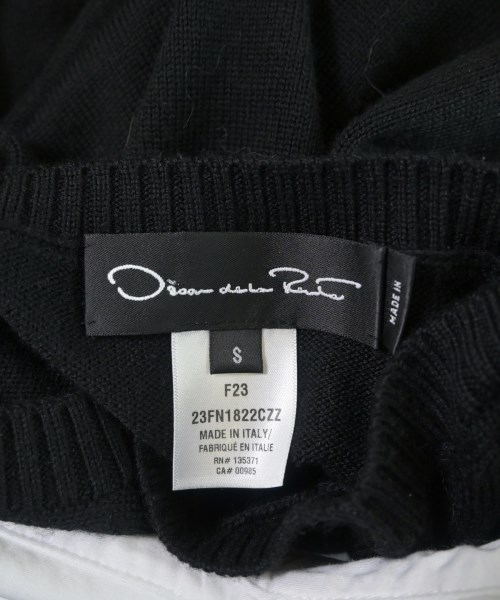 Oscar de la Renta
MADE IN
S
F23
23FN1822CZZ
MADE IN ITALY/
FABRIQUÉ EN ITALIE
RN# 135371
CA# 00985